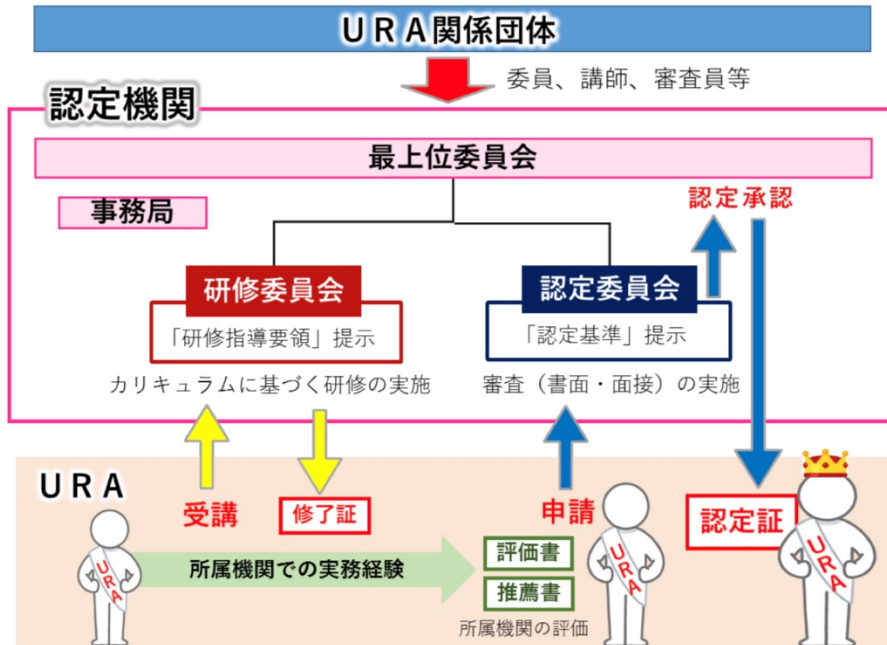 URA関係団体
委員、講師、審査員等
認定機関
最上位委員会
事務局
認定承認
研修委員会
「研修指導要領」提示
カリキュラムに基づく研修の実施
認定委員会
「認定基準」提示
審査（書面・面接）の実施
URA
受講
修了証
申請
認定証
URA
所属機関での実務経験
評価書
推薦書
所属機関の評価
URA
URA